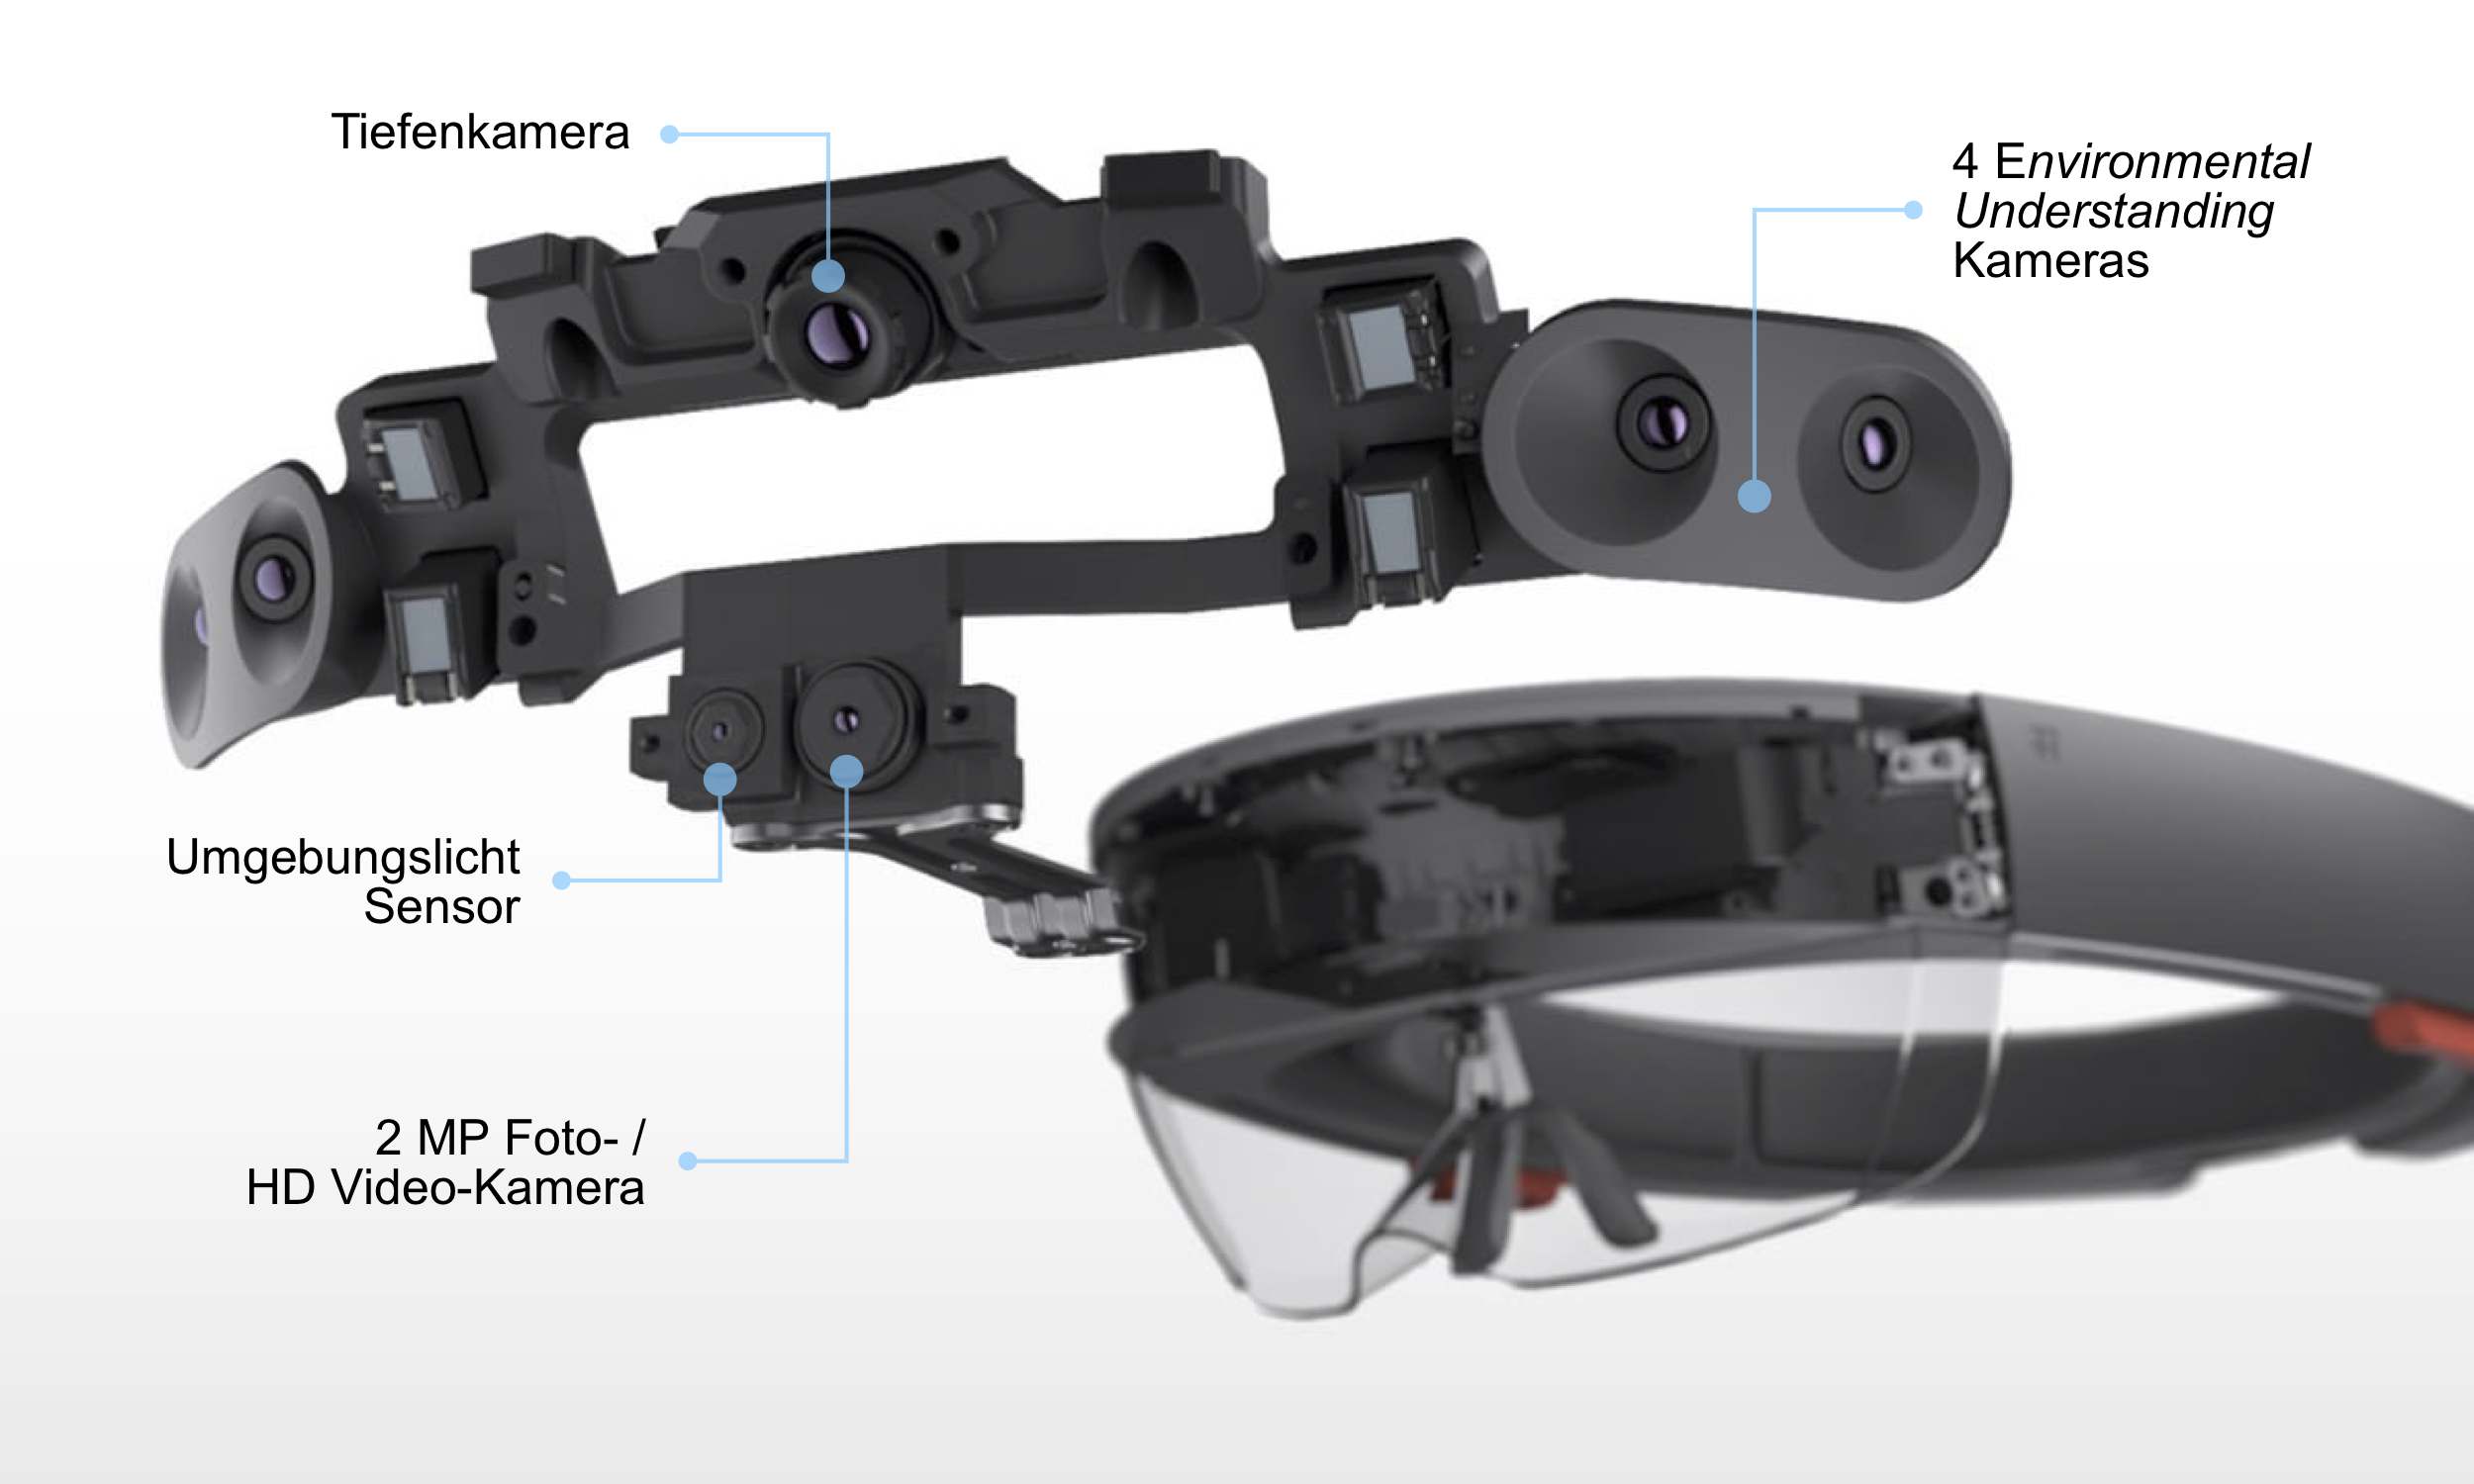 Tiefenkamera
4 Environmental
Understanding
Kameras
Umgebungslicht
Sensor
2 MP Foto- /
HD Video-Kamera